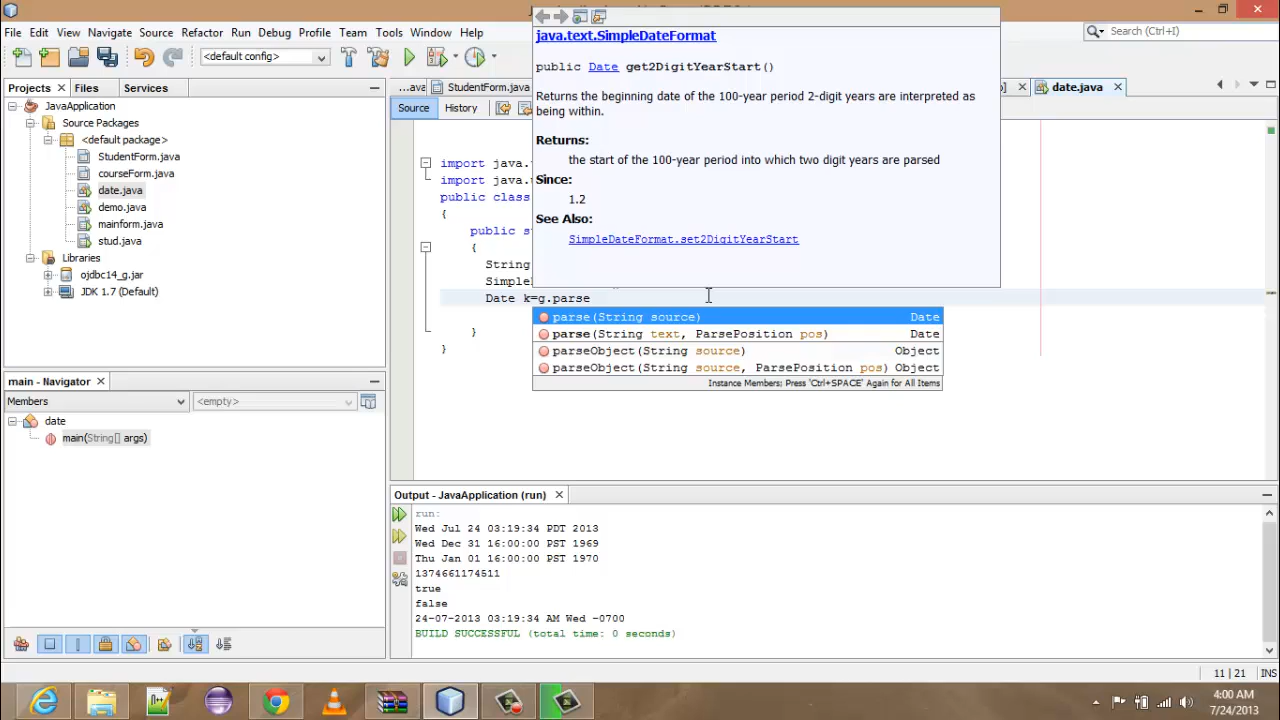 java.text.SimpleDateFormat
File Edit View Navigate Source Refactor Run Debug Profile Team Tools Window Help
Search (Ctrl+I)
<default config>
public Date get2DigitYearStart()
Returns the beginning date of the 100-year period 2-digit years are interpreted as
being within.
Returns:
the start of the 100-year period into which two digit years are parsed
Since:
1.2
See Also:
SimpleDateFormat.set2DigitYearStart
Projects Files Services
JavaApplication
Source Packages
<default package>
StudentForm.java
courseForm.java
date.java
demo.java
mainform.java
stud.java
Libraries
ojdbc14_g.jar
JDK 1.7 (Default)
...ava StudentForm.java date.java
Source History
import java.
import java.
public class
{
public s
{
String
Simple
Date k=g.parse
}
}
parse(String source) Date
parse(String text, ParsePosition pos) Date
parseObject(String source) Object
parseObject(String source, ParsePosition pos) Object
Instance Members; Press 'Ctrl+SPACE' Again for All Items
main - Navigator
Members <empty>
date
main(String[] args)
Output - JavaApplication (run)
run:
Wed Jul 24 03:19:34 PDT 2013
Wed Dec 31 16:00:00 PST 1969
Thu Jan 01 16:00:00 PST 1970
1374661174511
true
false
24-07-2013 03:19:34 AM Wed -0700
BUILD SUCCESSFUL (total time: 0 seconds)
11 | 21 INS
4:00 AM
7/24/2013